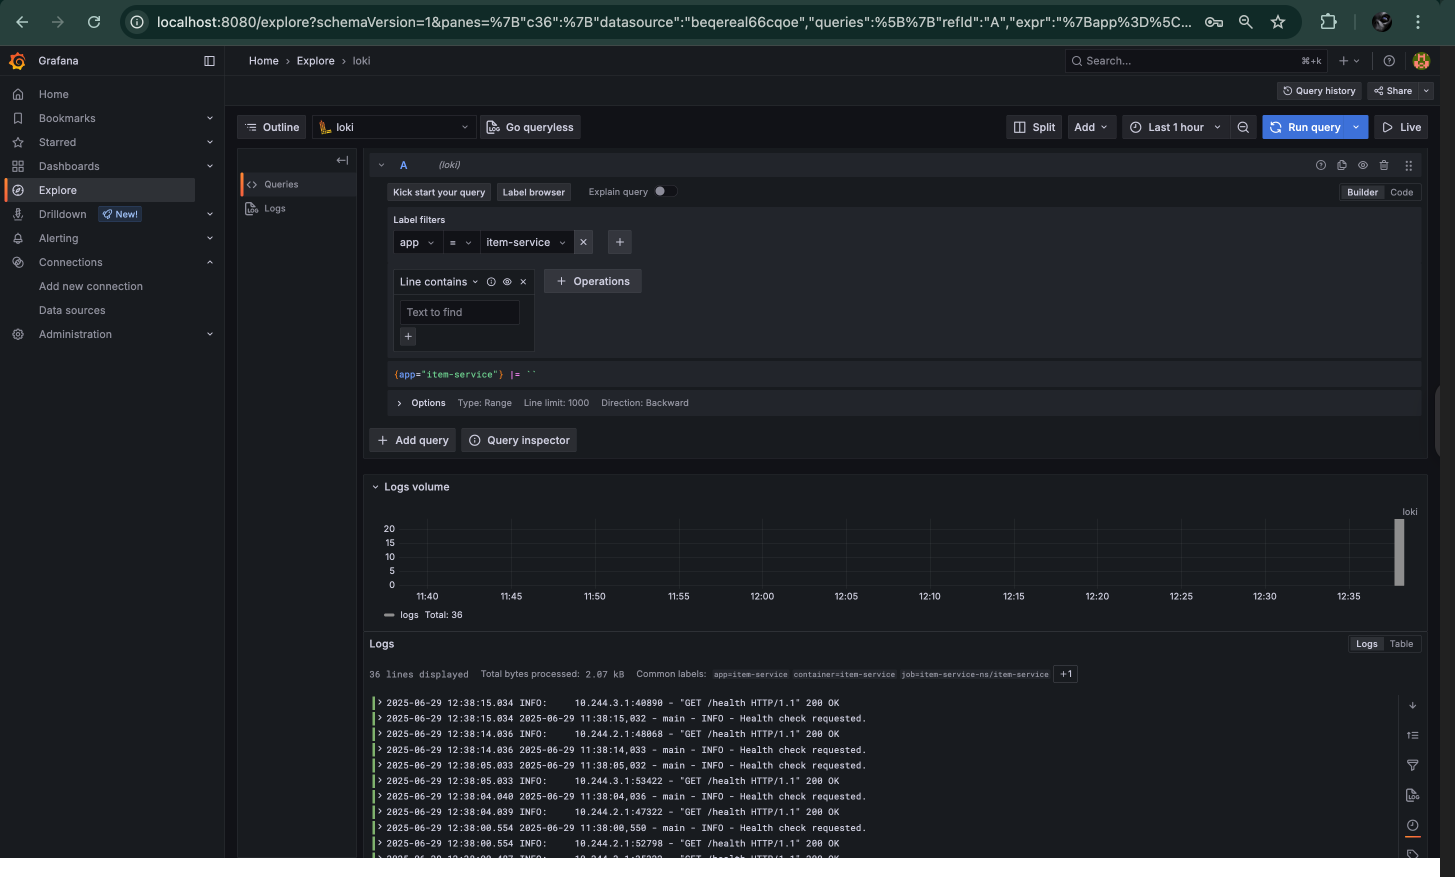 localhost:8080/explore?schemaVersion=1&panes=%7B"c36":%7B"datasource":"beqereal66cqoe","queries":%5B%7B"refId":"A","expr":"%7Bapp%3D%5C...
Grafana
Home › Explore › loki
Search...
⌘+k
Query history
Share
Home
Bookmarks
Starred
Dashboards
Explore
Drilldown
New!
Alerting
Connections
Add new connection
Data sources
Administration
Outline
loki
Go queryless
Split
Add
Last 1 hour
Run query
Live
Queries
Logs
A (loki)
Kick start your query
Label browser
Explain query
Builder
Code
Label filters
app
=
item-service
Line contains
Operations
Text to find
{app="item-service"} |= ``
Options Type: Range Line limit: 1000 Direction: Backward
+ Add query
Query inspector
Logs volume
loki
20
15
10
5
0
11:40 11:45 11:50 11:55 12:00 12:05 12:10 12:15 12:20 12:25 12:30 12:35
logs Total: 36
Logs
Logs
Table
36 lines displayed Total bytes processed: 2.07 kB Common labels: app=item-service container=item-service job=item-service-ns/item-service +1
> 2025-06-29 12:38:15.034 INFO: 10.244.3.1:40890 - "GET /health HTTP/1.1" 200 OK
> 2025-06-29 12:38:15.034 2025-06-29 11:38:15,032 - main - INFO - Health check requested.
> 2025-06-29 12:38:14.036 INFO: 10.244.2.1:48068 - "GET /health HTTP/1.1" 200 OK
> 2025-06-29 12:38:14.036 2025-06-29 11:38:14,033 - main - INFO - Health check requested.
> 2025-06-29 12:38:05.033 2025-06-29 11:38:05,032 - main - INFO - Health check requested.
> 2025-06-29 12:38:05.033 INFO: 10.244.3.1:53422 - "GET /health HTTP/1.1" 200 OK
> 2025-06-29 12:38:04.040 2025-06-29 11:38:04,036 - main - INFO - Health check requested.
> 2025-06-29 12:38:04.039 INFO: 10.244.2.1:47322 - "GET /health HTTP/1.1" 200 OK
> 2025-06-29 12:38:00.554 2025-06-29 11:38:00,550 - main - INFO - Health check requested.
> 2025-06-29 12:38:00.554 INFO: 10.244.2.1:52798 - "GET /health HTTP/1.1" 200 OK